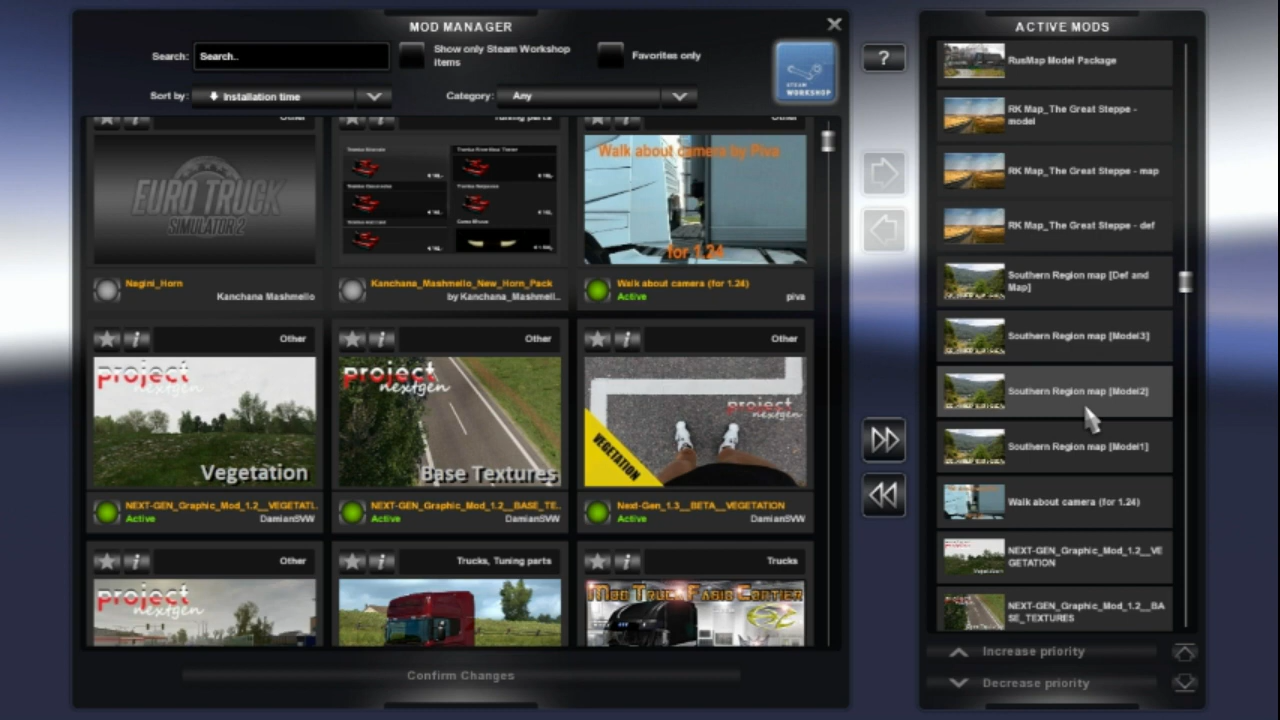 MOD MANAGER
Search:
Search..
Show only Steam Workshop
items
Favorites only
STEAM
WORKSHOP
Sort by:
Installation time
Category:
Any
Other
Tuning parts
Other
EURO TRUCK
SIMULATOR 2
Walk about camera by Piva
for 1.24
Nagini_Horn
Kanchana Mashmello
Kanchana_Mashmello_New_Horn_Pack
by Kanchana_Mashmell..
Walk about camera (for 1.24)
Active
piva
Other
Other
Other
project
nextgen
Vegetation
project
nextgen
Base Textures
project
nextgen
VEGETATION
NEXT-GEN_Graphic_Mod_1.2__VEGETATI..
Active
DamianSVW
NEXT-GEN_Graphic_Mod_1.2__BASE_TE..
Active
DamianSVW
Next-Gen_1.3__BETA__VEGETATION
Active
DamianSVW
Other
Trucks, Tuning parts
Trucks
project
nextgen
Mod Truck Fabio Coptier
Confirm Changes
?
ACTIVE MODS
RusMap Model Package
RK Map_The Great Steppe -
model
RK Map_The Great Steppe - map
RK Map_The Great Steppe - def
Southern Region map [Def and
Map]
Southern Region map [Model3]
Southern Region map [Model2]
Southern Region map [Model1]
Walk about camera (for 1.24)
NEXT-GEN_Graphic_Mod_1.2__VE
GETATION
NEXT-GEN_Graphic_Mod_1.2__BA
SE_TEXTURES
Increase priority
Decrease priority